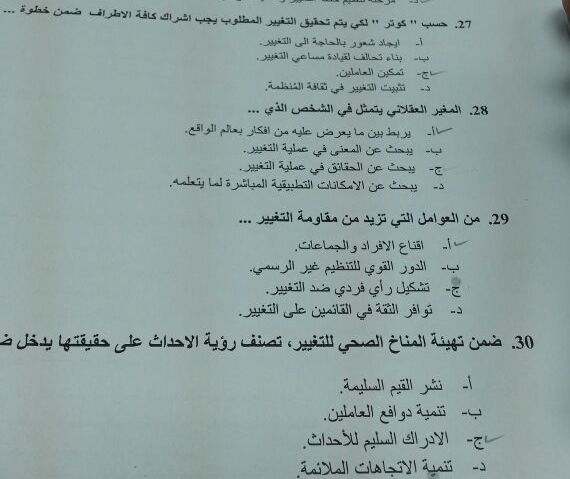 27. حسب " كوتر " لكي يتم تحقيق التغيير المطلوب يجب اشراك كافة الاطراف ضمن خطوة ...
أ- ايجاد شعور بالحاجة الى التغيير.
ب- بناء تحالف لقيادة مساعي التغيير.
ج- تمكين العاملين.
د- تثبيت التغيير في ثقافة المنظمة.
28. المغير العقلاني يتمثل في الشخص الذي ...
أ- يربط بين ما يعرض عليه من افكار بعالم الواقع.
ب- يبحث عن المعنى في عملية التغيير.
ج- يبحث عن الحقائق في عملية التغيير.
د- يبحث عن الامكانات التطبيقية المباشرة لما يتعلمه.
29. من العوامل التي تزيد من مقاومة التغيير ...
أ- اقناع الافراد والجماعات.
ب- الدور القوي للتنظيم غير الرسمي.
ج- تشكيل رأي فردي ضد التغيير.
د- توافر الثقة في القائمين على التغيير.
30. ضمن تهيئة المناخ الصحي للتغيير، تصنف رؤية الاحداث على حقيقتها يدخل ض
أ- نشر القيم السليمة.
ب- تنمية دوافع العاملين.
ج- الادراك السليم للأحداث.
د- تنمية الاتجاهات الملائمة.